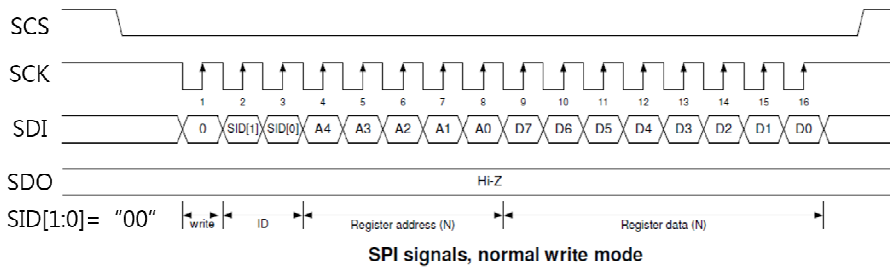 SCS
SCK
1 2 3 4 5 6 7 8 9 10 11 12 13 14 15 16
SDI 0 SID[1] SID[0] A4 A3 A2 A1 A0 D7 D6 D5 D4 D3 D2 D1 D0
SDO Hi-Z
SID[1:0]= “00“ write ID Register address (N) Register data (N)
SPI signals, normal write mode